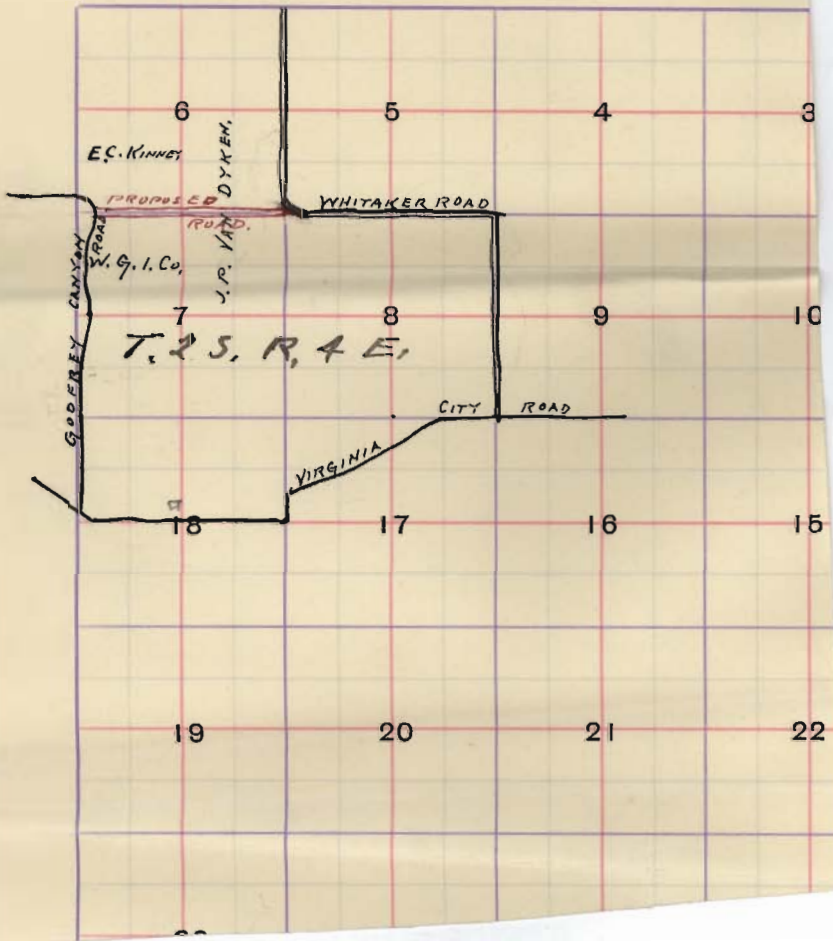 6 5 4 3
E.C. KINNEY
J.P. VAN DYKEN.
PROPOSED
ROAD.
WHITAKER ROAD
GODFREY CANYON
ROAD
W.G.I.Co.
7 8 9 10
T. 2 S. R. 4 E.
VIRGINIA CITY ROAD
18 17 16 15
19 20 21 22